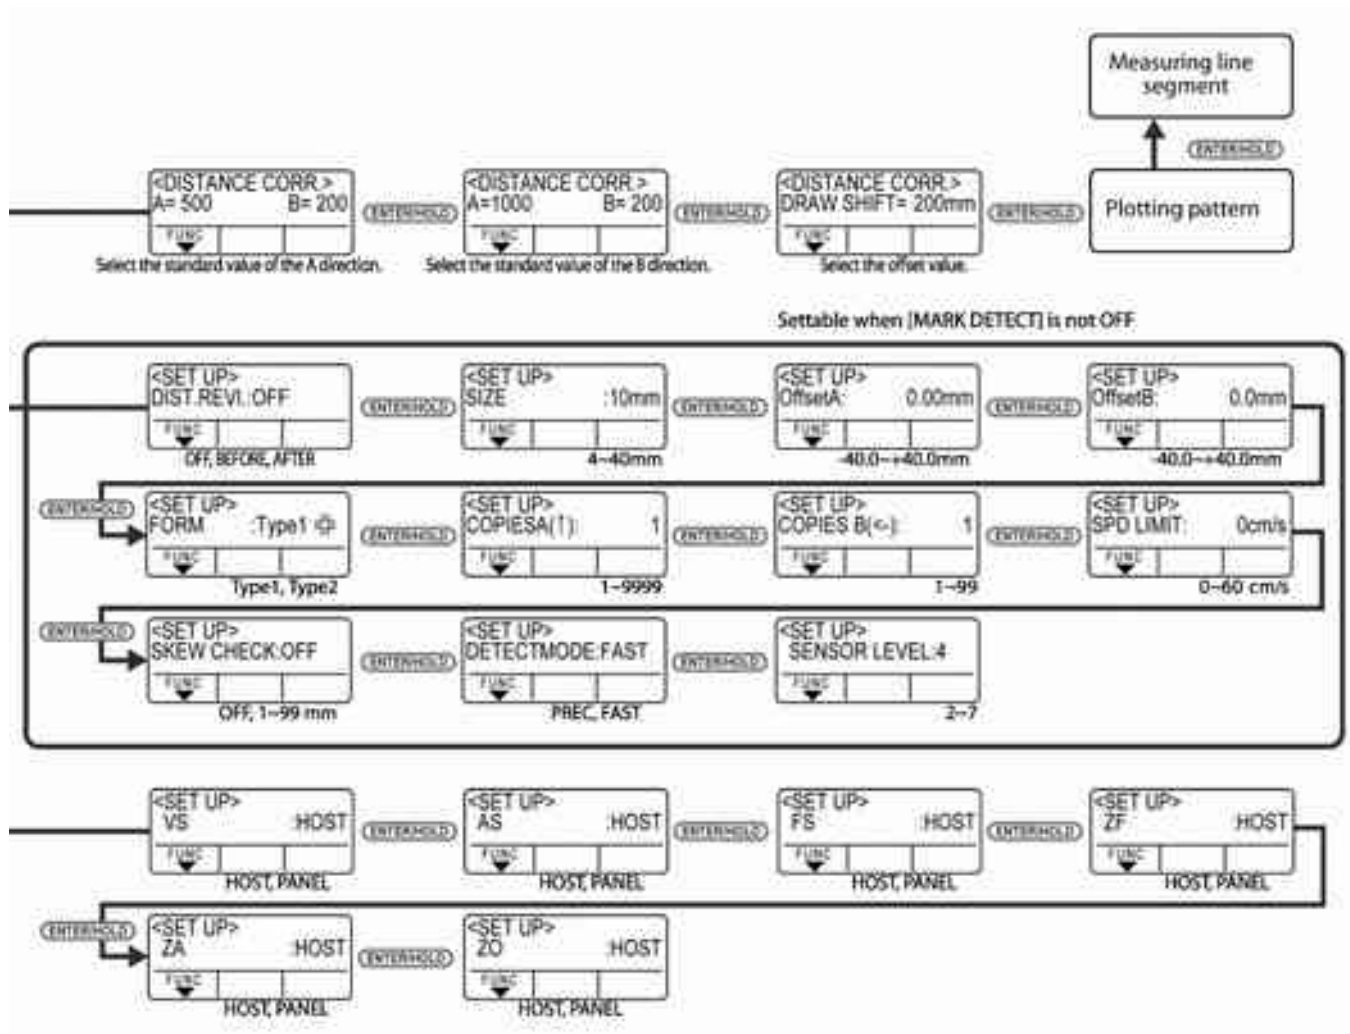 Measuring line
segment
ENTER/HOLD
<DISTANCE CORR.>
A= 500 B= 200
FUNC
ENTER/HOLD
<DISTANCE CORR.>
A=1000 B= 200
FUNC
ENTER/HOLD
<DISTANCE CORR.>
DRAW SHIFT= 200mm
FUNC
ENTER/HOLD
Plotting pattern
Select the standard value of the A direction.
Select the standard value of the B direction.
Select the offset value.
Settable when [MARK DETECT] is not OFF
<SET UP>
DIST.REVI.:OFF
FUNC
OFF, BEFORE, AFTER
ENTER/HOLD
<SET UP>
SIZE :10mm
FUNC
4~40mm
ENTER/HOLD
<SET UP>
OffsetA: 0.00mm
FUNC
-40.0~+40.0mm
ENTER/HOLD
<SET UP>
OffsetB: 0.0mm
FUNC
-40.0~+40.0mm
ENTER/HOLD
<SET UP>
FORM :Type1
FUNC
Type1, Type2
ENTER/HOLD
<SET UP>
COPIESA(↑): 1
FUNC
1~9999
ENTER/HOLD
<SET UP>
COPIES B(←): 1
FUNC
1~99
ENTER/HOLD
<SET UP>
SPD LIMIT: 0cm/s
FUNC
0~60 cm/s
ENTER/HOLD
<SET UP>
SKEW CHECK:OFF
FUNC
OFF, 1~99 mm
ENTER/HOLD
<SET UP>
DETECTMODE:FAST
FUNC
PREC, FAST
ENTER/HOLD
<SET UP>
SENSOR LEVEL:4
FUNC
2~7
<SET UP>
VS :HOST
FUNC
HOST, PANEL
ENTER/HOLD
<SET UP>
AS :HOST
FUNC
HOST, PANEL
ENTER/HOLD
<SET UP>
FS :HOST
FUNC
HOST, PANEL
ENTER/HOLD
<SET UP>
ZF :HOST
FUNC
HOST, PANEL
ENTER/HOLD
<SET UP>
ZA :HOST
FUNC
HOST, PANEL
ENTER/HOLD
<SET UP>
ZO :HOST
FUNC
HOST, PANEL